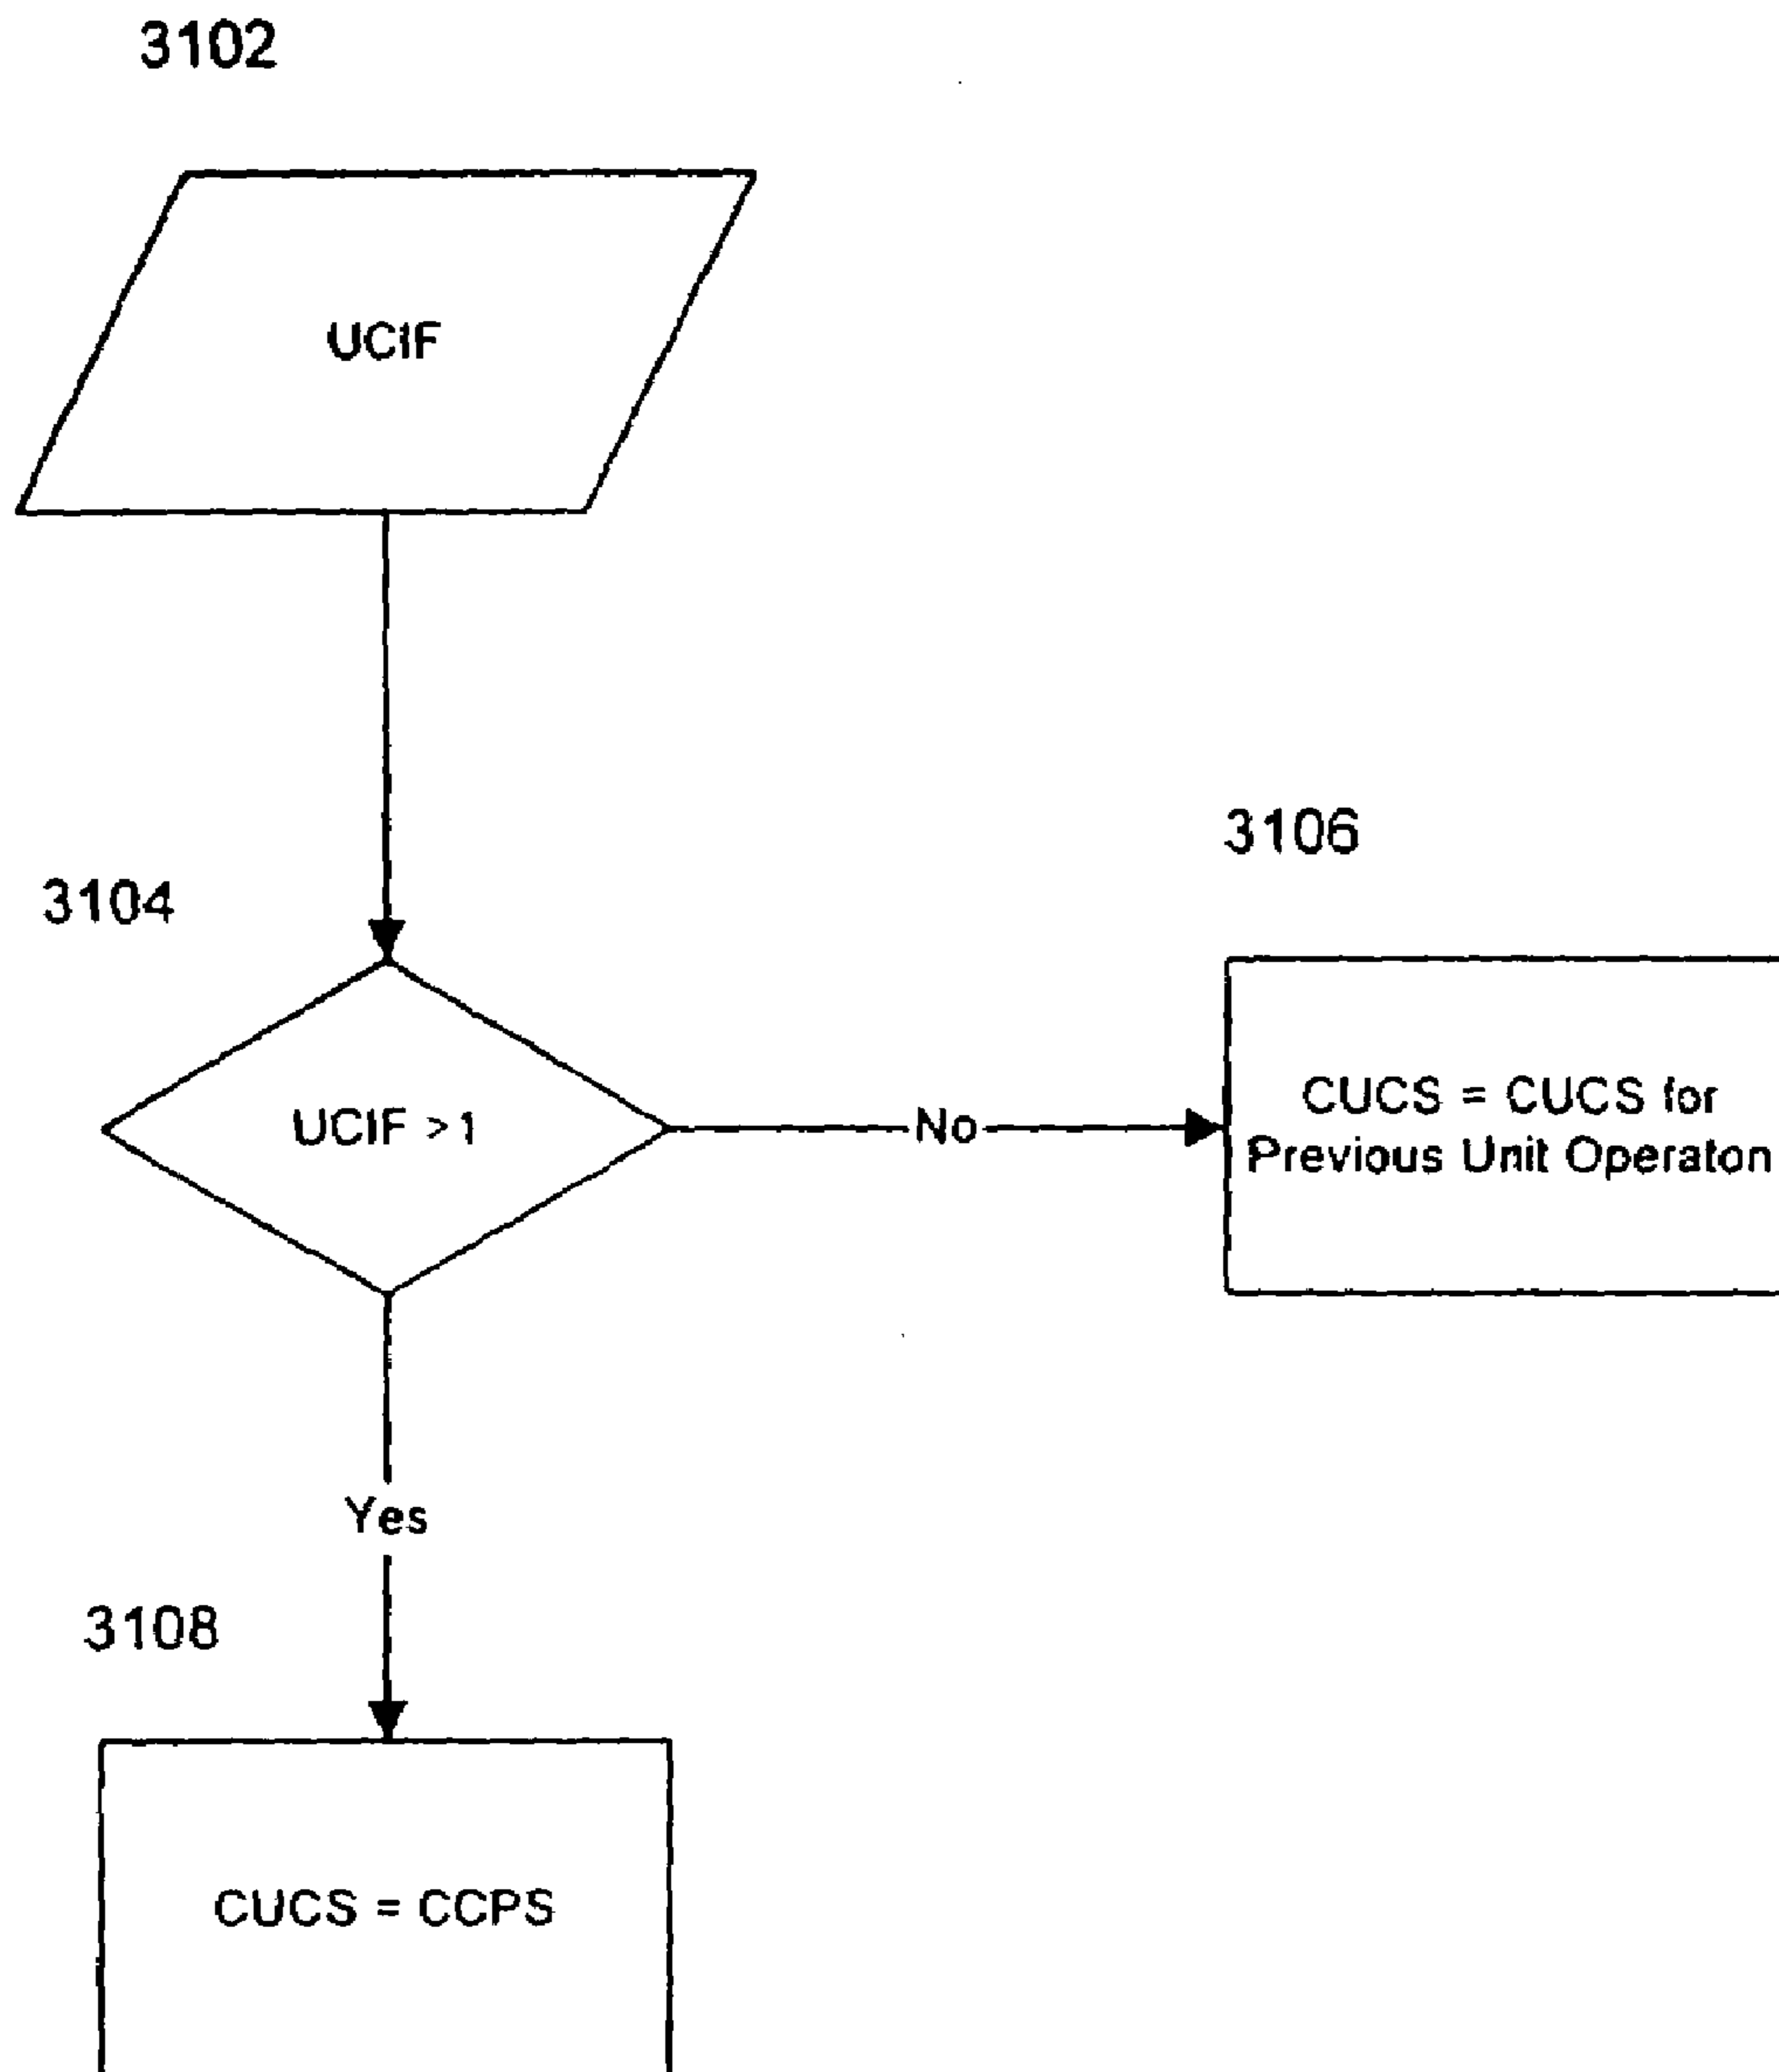 3102
UCIF
3104
UCIF >1
No
3106
CUCS = CUCS for
Previous Unit Operaton
Yes
3108
CUCS = CCPS